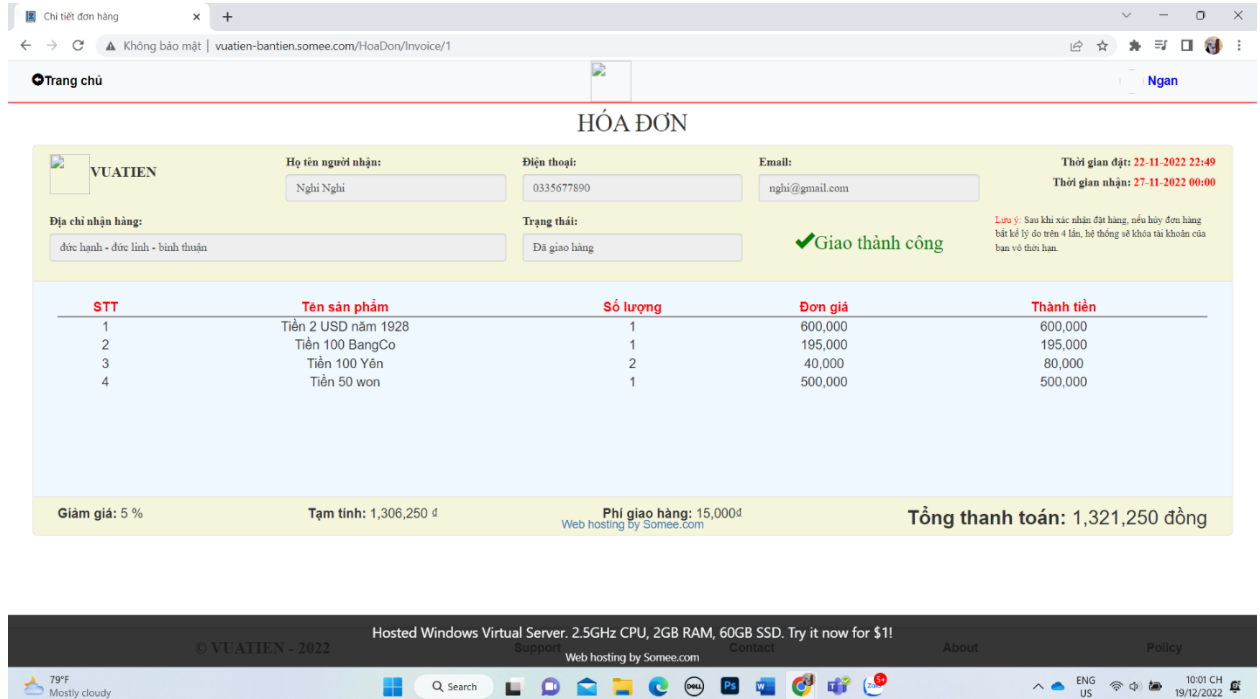 Chi tiết đơn hàng
Không bảo mật | vuatien-bantien.somee.com/HoaDon/Invoice/1
Trang chủ
Ngan
HÓA ĐƠN
VUATIEN
Họ tên người nhận:
Nghi Nghi
Điện thoại:
0335677890
Email:
nghi@gmail.com
Thời gian đặt: 22-11-2022 22:49
Thời gian nhận: 27-11-2022 00:00
Địa chỉ nhận hàng:
đức hạnh - đức linh - bình thuận
Trạng thái:
Đã giao hàng
Giao thành công
Lưu ý: Sau khi xác nhận đặt hàng, nếu hủy đơn hàng
bất kể lý do trên 4 lần, hệ thống sẽ khóa tài khoản của
bạn vô thời hạn.
STT Tên sản phẩm Số lượng Đơn giá Thành tiền
1 Tiền 2 USD năm 1928 1 600,000 600,000
2 Tiền 100 BangCo 1 195,000 195,000
3 Tiền 100 Yên 2 40,000 80,000
4 Tiền 50 won 1 500,000 500,000
Giảm giá: 5 % Tạm tính: 1,306,250 đ Phí giao hàng: 15,000đ Tổng thanh toán: 1,321,250 đồng
Web hosting by Somee.com
Hosted Windows Virtual Server. 2.5GHz CPU, 2GB RAM, 60GB SSD. Try it now for $1!
© VUATIEN - 2022 Support Contact About Policy
Web hosting by Somee.com
79°F
Mostly cloudy
Search
DELL
Ps
W
Zalo
5+
ENG
US
10:01 CH
19/12/2022